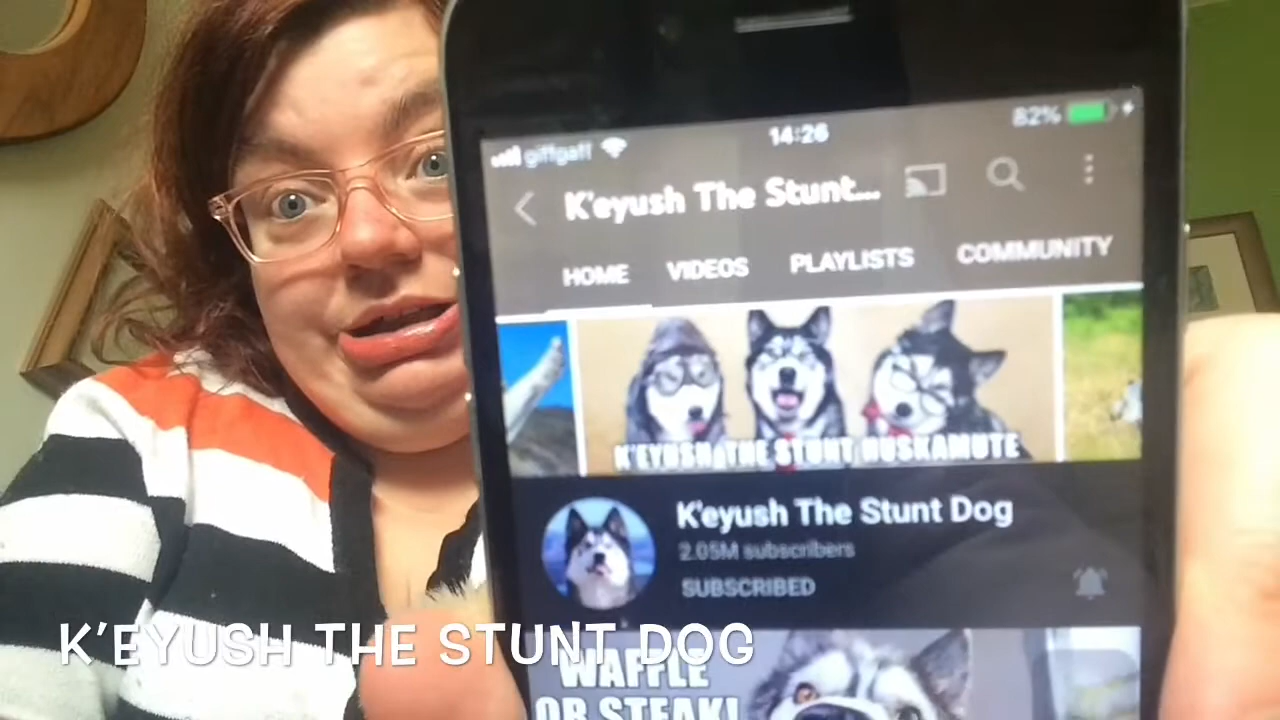 giffgaff 14:26 82%
K'eyush The Stunt...
HOME VIDEOS PLAYLISTS COMMUNITY
K'EYUSH THE STUNT HUSKAMUTE
K'eyush The Stunt Dog
2.05M subscribers
SUBSCRIBED
K'EYUSH THE STUNT DOG
WAFFLE
OR STEAK!